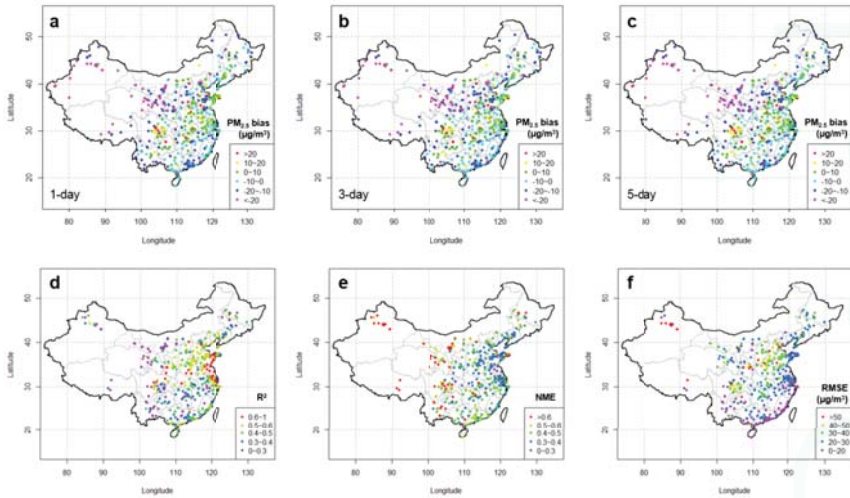 a
50
40
30
20
Latitude
PM2.5 bias
(μg/m³)
>20
10~20
0~10
-10~0
-20~-10
<-20
1-day
80 90 100 110 120 130
Longitude
b
50
40
30
20
Latitude
PM2.5 bias
(μg/m³)
>20
10~20
0~10
-10~0
-20~-10
<-20
3-day
80 90 100 110 120 130
Longitude
c
50
40
30
20
Latitude
PM2.5 bias
(μg/m³)
>20
10~20
0~10
-10~0
-20~-10
<-20
5-day
80 90 100 110 120 130
Longitude
d
50
40
30
20
Latitude
R²
0.6~1
0.5~0.6
0.4~0.5
0.3~0.4
0~0.3
80 90 100 110 120 130
Longitude
e
50
40
30
20
Latitude
NME
>0.6
0.5~0.6
0.4~0.5
0.3~0.4
0~0.3
80 90 100 110 120 130
Longitude
f
50
40
30
20
Latitude
RMSE
(μg/m³)
>50
40~50
30~40
20~30
0~20
80 90 100 110 120 130
Longitude